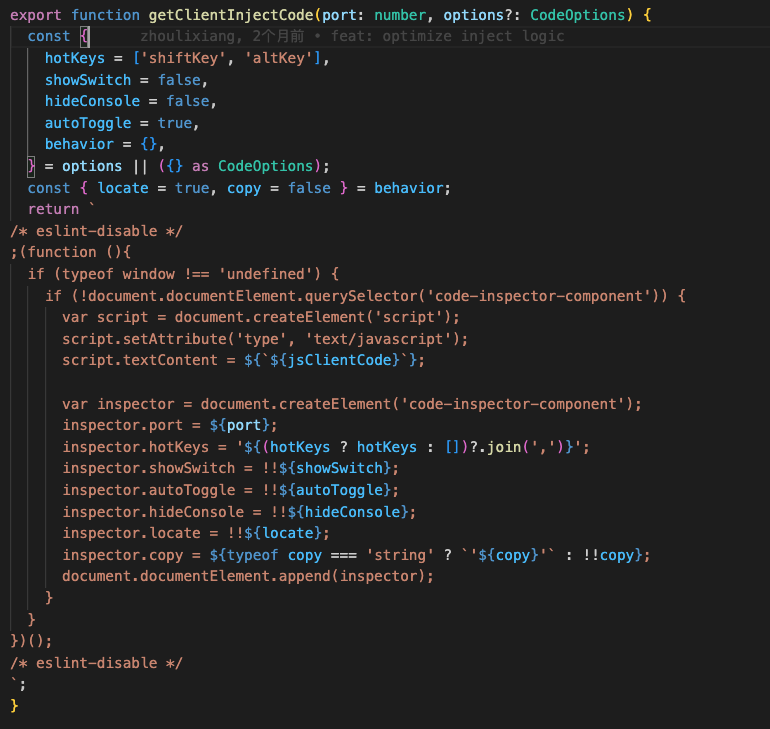 export function getClientInjectCode(port: number, options?: CodeOptions) {
  const {      zhoulixiang, 2个月前 • feat: optimize inject logic
    hotKeys = ['shiftKey', 'altKey'],
    showSwitch = false,
    hideConsole = false,
    autoToggle = true,
    behavior = {},
  } = options || ({} as CodeOptions);
  const { locate = true, copy = false } = behavior;
  return `
/* eslint-disable */
;(function (){
  if (typeof window !== 'undefined') {
    if (!document.documentElement.querySelector('code-inspector-component')) {
      var script = document.createElement('script');
      script.setAttribute('type', 'text/javascript');
      script.textContent = ${`${jsClientCode}`};

      var inspector = document.createElement('code-inspector-component');
      inspector.port = ${port};
      inspector.hotKeys = '${(hotKeys ? hotKeys : [])?.join(',')}';
      inspector.showSwitch = !!${showSwitch};
      inspector.autoToggle = !!${autoToggle};
      inspector.hideConsole = !!${hideConsole};
      inspector.locate = !!${locate};
      inspector.copy = ${typeof copy === 'string' ? `'${copy}'` : !!copy};
      document.documentElement.append(inspector);
    }
  }
})();
/* eslint-disable */
`;
}